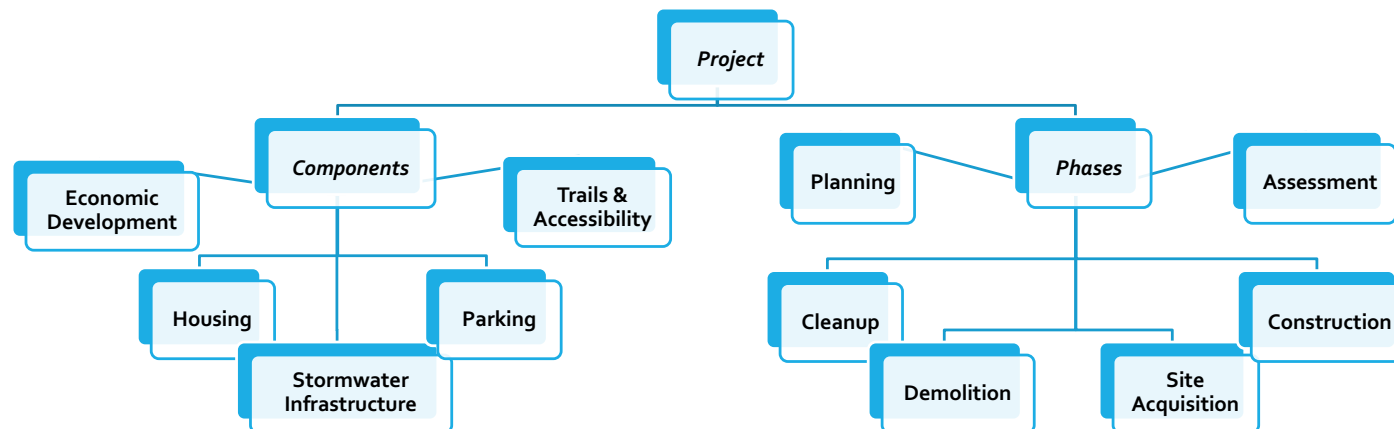 Project
Components
Phases
Economic
Development
Trails &
Accessibility
Planning
Assessment
Housing
Parking
Stormwater
Infrastructure
Cleanup
Construction
Demolition
Site
Acquisition